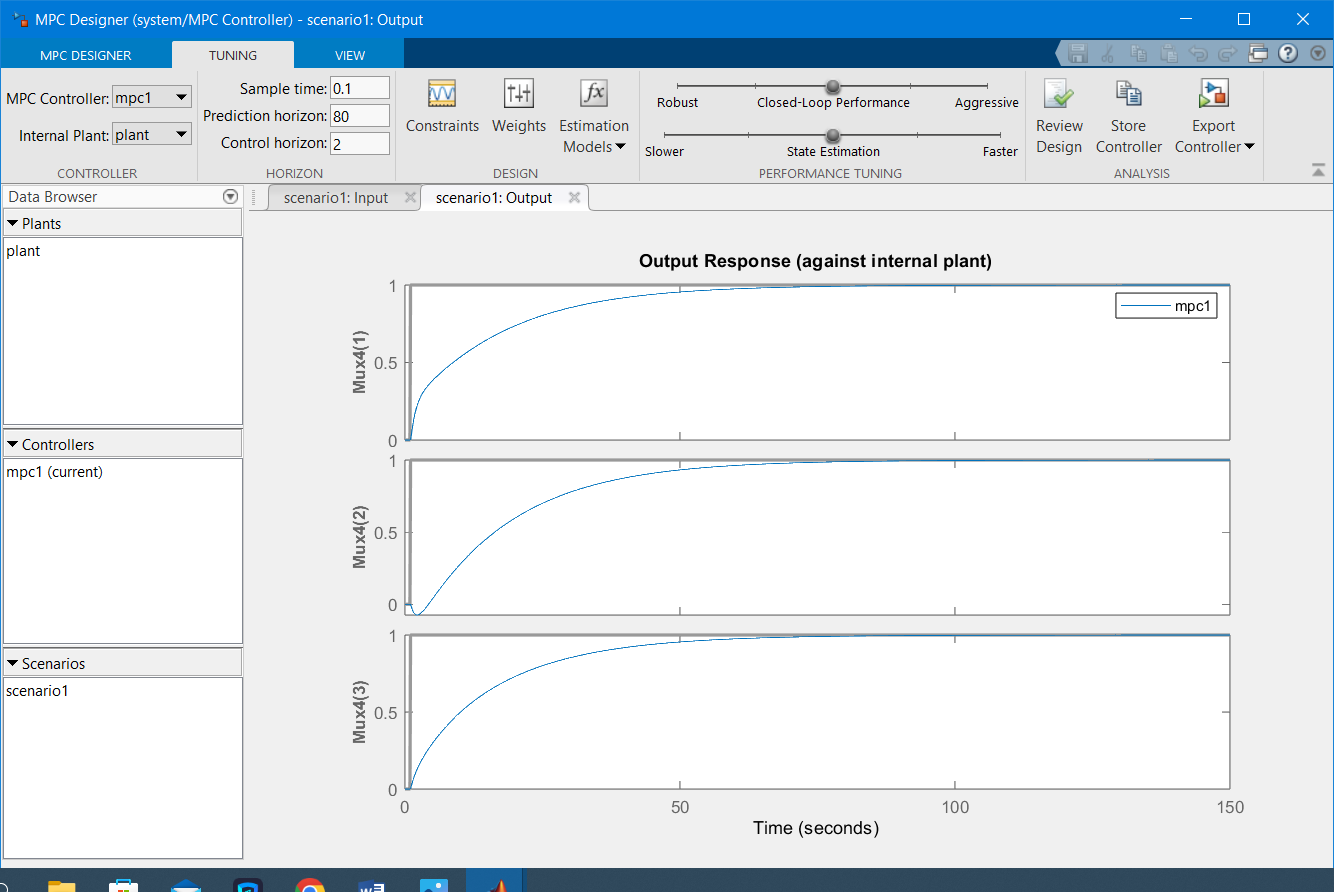 MPC Designer (system/MPC Controller) - scenario1: Output
MPC DESIGNER
TUNING
VIEW
MPC Controller: mpc1
Internal Plant: plant
CONTROLLER
Sample time: 0.1
Prediction horizon: 80
Control horizon: 2
HORIZON
Constraints
Weights
Estimation
Models
DESIGN
Robust
Closed-Loop Performance
Aggressive
Slower
State Estimation
Faster
PERFORMANCE TUNING
Review
Design
Store
Controller
Export
Controller
ANALYSIS
Data Browser
Plants
plant
Controllers
mpc1 (current)
Scenarios
scenario1
scenario1: Input
scenario1: Output
Output Response (against internal plant)
mpc1
Mux4(1)
1
0.5
0
Mux4(2)
1
0.5
0
Mux4(3)
1
0.5
0
0
50
100
150
Time (seconds)